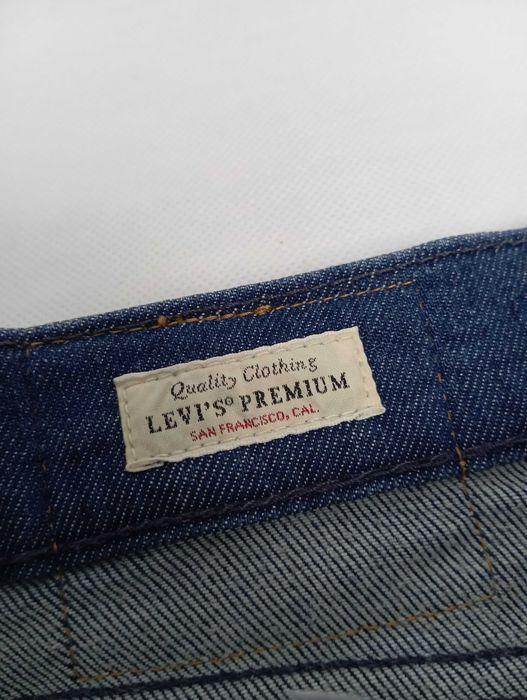 Quality Clothing
LEVI'S® PREMIUM
SAN FRANCISCO, CAL.